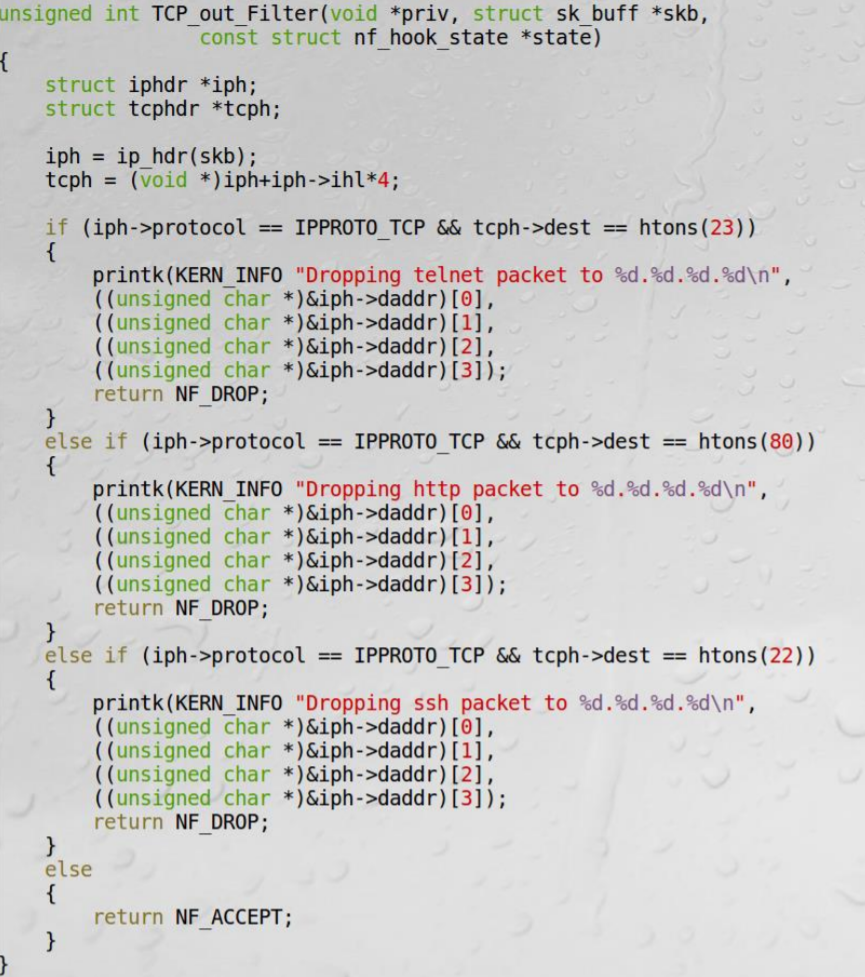 unsigned int TCP_out_Filter(void *priv, struct sk_buff *skb,
const struct nf_hook_state *state)
{
struct iphdr *iph;
struct tcphdr *tcph;
iph = ip_hdr(skb);
tcph = (void *)iph+iph->ihl*4;
if (iph->protocol == IPPROTO_TCP && tcph->dest == htons(23))
{
printk(KERN_INFO "Dropping telnet packet to %d.%d.%d.%d\n",
((unsigned char *)&iph->daddr)[0],
((unsigned char *)&iph->daddr)[1],
((unsigned char *)&iph->daddr)[2],
((unsigned char *)&iph->daddr)[3]);
return NF_DROP;
}
else if (iph->protocol == IPPROTO_TCP && tcph->dest == htons(80))
{
printk(KERN_INFO "Dropping http packet to %d.%d.%d.%d\n",
((unsigned char *)&iph->daddr)[0],
((unsigned char *)&iph->daddr)[1],
((unsigned char *)&iph->daddr)[2],
((unsigned char *)&iph->daddr)[3]);
return NF_DROP;
}
else if (iph->protocol == IPPROTO_TCP && tcph->dest == htons(22))
{
printk(KERN_INFO "Dropping ssh packet to %d.%d.%d.%d\n",
((unsigned char *)&iph->daddr)[0],
((unsigned char *)&iph->daddr)[1],
((unsigned char *)&iph->daddr)[2],
((unsigned char *)&iph->daddr)[3]);
return NF_DROP;
}
else
{
return NF_ACCEPT;
}
}